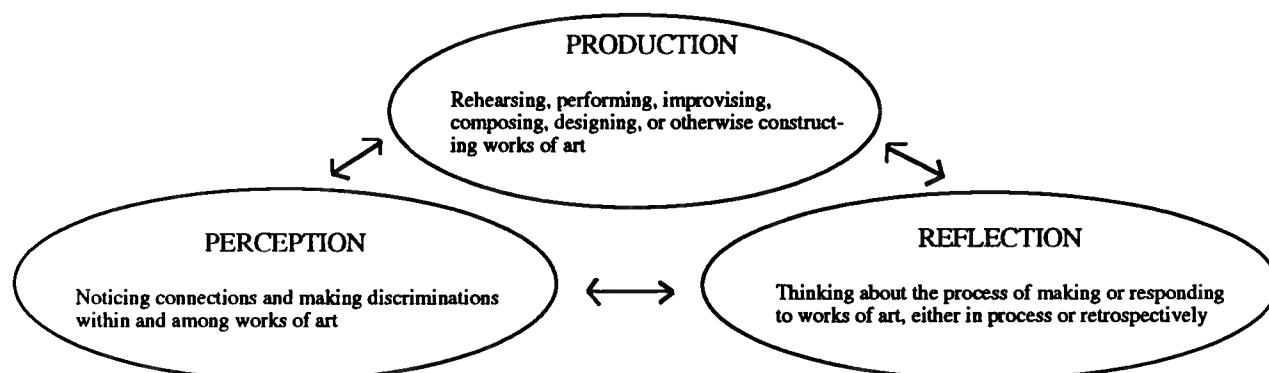 PRODUCTION
Rehearsing, performing, improvising,
composing, designing, or otherwise construct-
ing works of art
PERCEPTION
Noticing connections and making discriminations
within and among works of art
REFLECTION
Thinking about the process of making or responding
to works of art, either in process or retrospectively